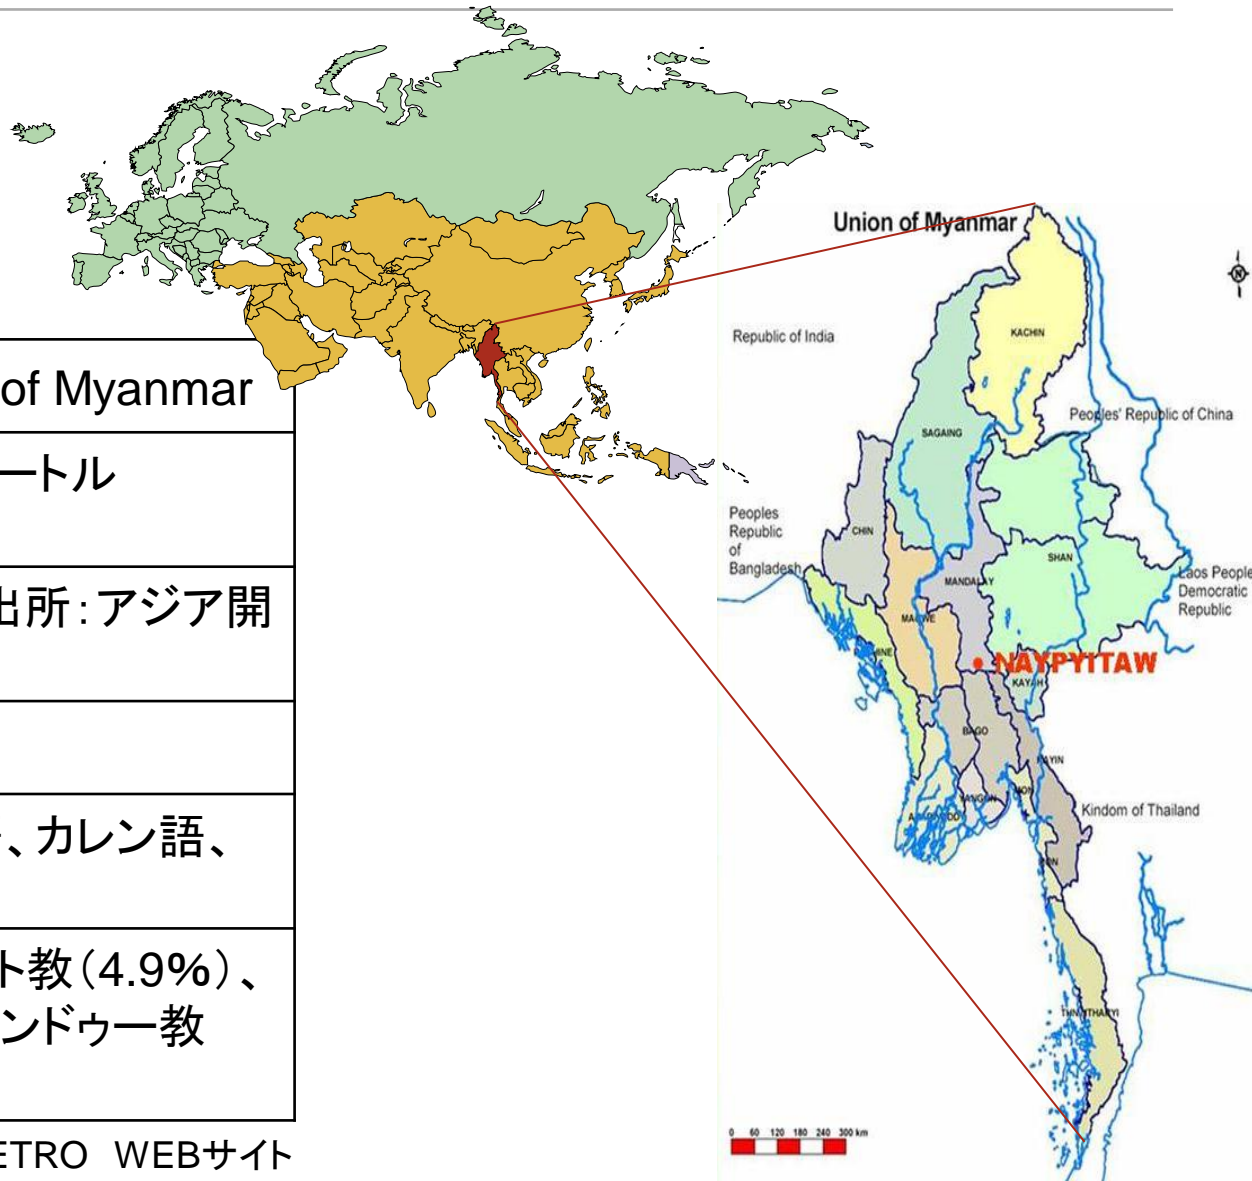 of Myanmar
ートル
出所：アジア開
、カレン語、
ト教（4.9%）、
ンドゥー教
ETRO　WEBサイト
Union of Myanmar
N
Republic of India
KACHIN
Peoples' Republic of China
SAGAING
Peoples
Republic
of
Bangladesh
CHIN
SHAN
MANDALAY
Laos People
Democratic
Republic
NAYPYITAW
KAYAH
BAGO
Kindom of Thailand
0 60 120 180 240 300 km